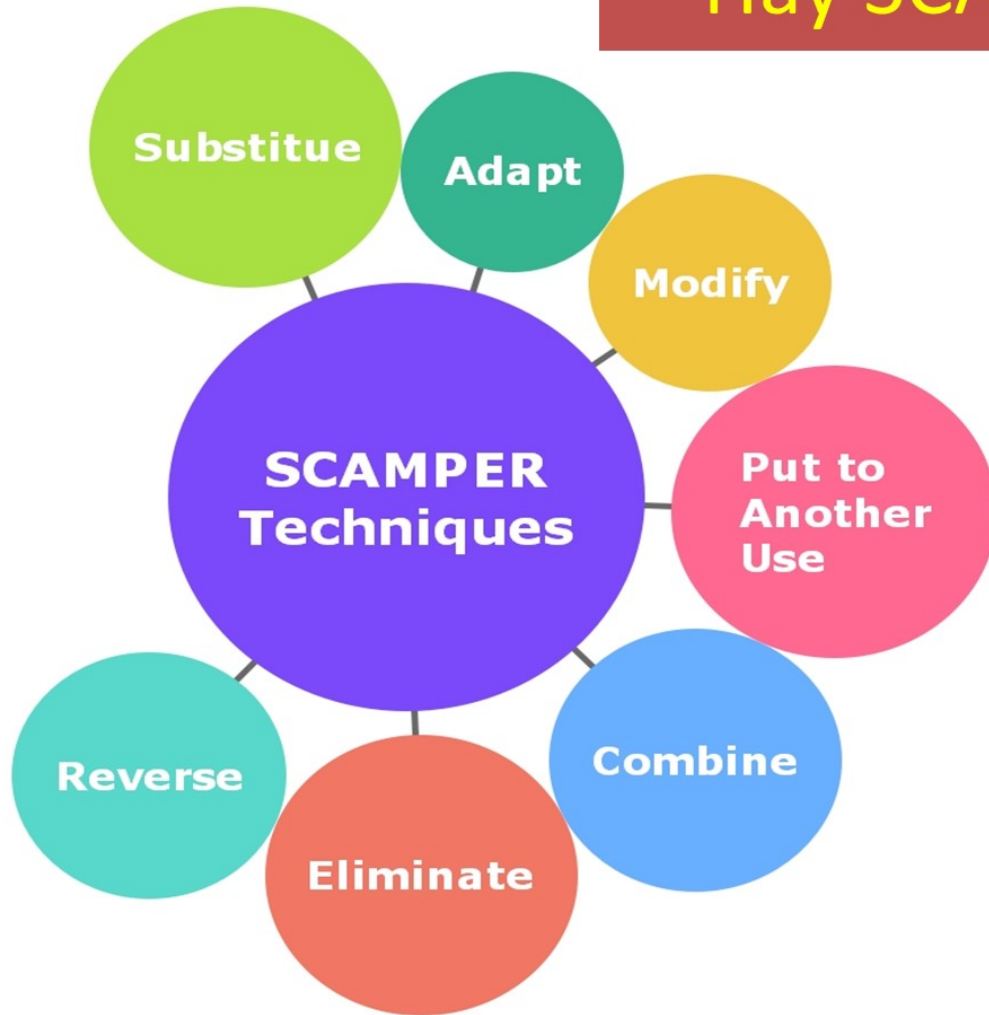 Substitue
Adapt
Modify
SCAMPER
Techniques
Put to
Another
Use
Combine
Reverse
Eliminate